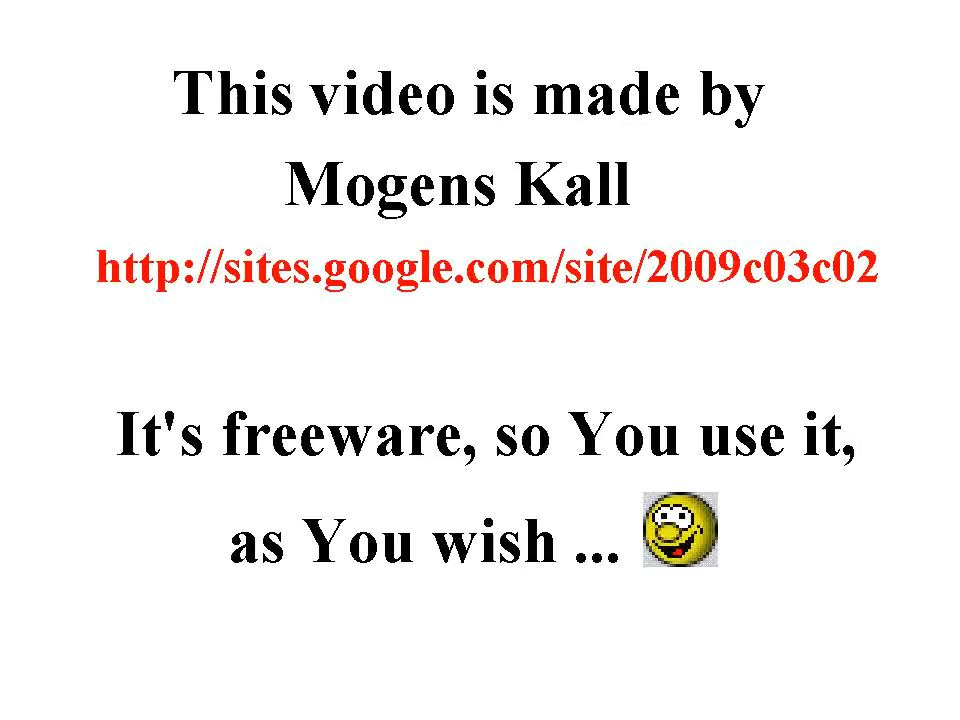 This video is made by
Mogens Kall
http://sites.google.com/site/2009c03c02
It's freeware, so You use it,
as You wish ...